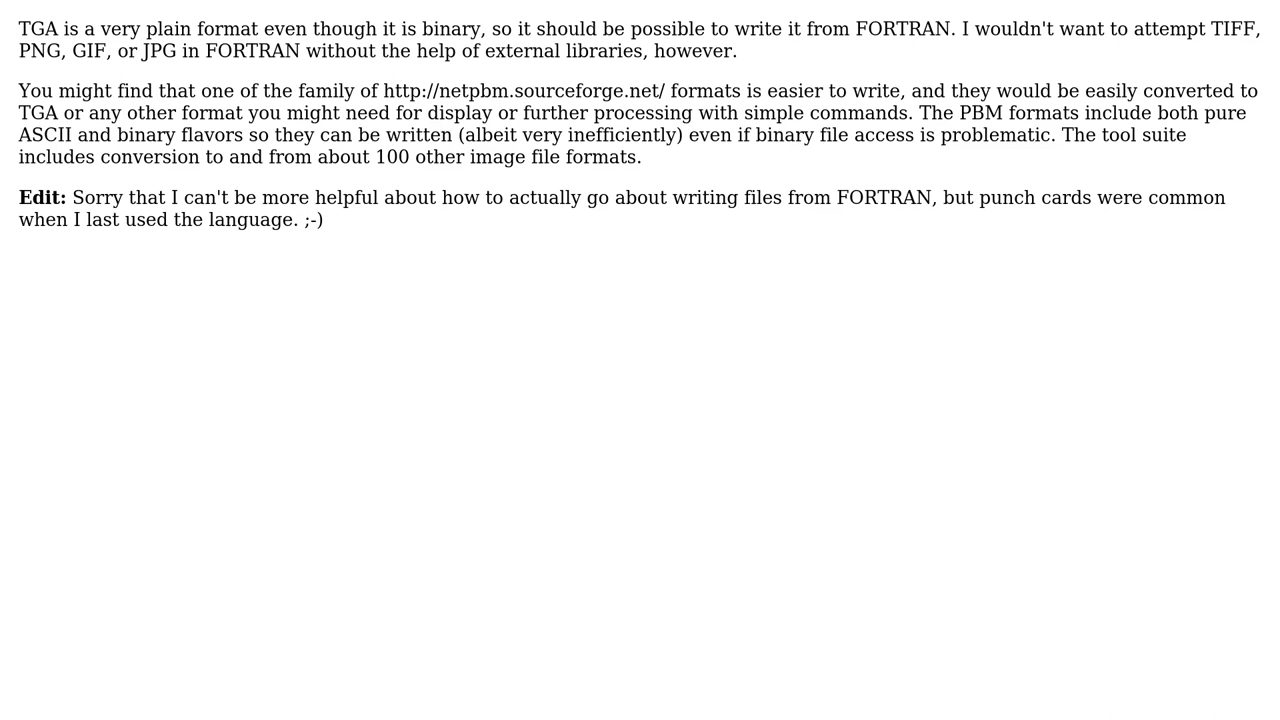 TGA is a very plain format even though it is binary, so it should be possible to write it from FORTRAN. I wouldn't want to attempt TIFF,
PNG, GIF, or JPG in FORTRAN without the help of external libraries, however.
You might find that one of the family of http://netpbm.sourceforge.net/ formats is easier to write, and they would be easily converted to
TGA or any other format you might need for display or further processing with simple commands. The PBM formats include both pure
ASCII and binary flavors so they can be written (albeit very inefficiently) even if binary file access is problematic. The tool suite
includes conversion to and from about 100 other image file formats.
Edit: Sorry that I can't be more helpful about how to actually go about writing files from FORTRAN, but punch cards were common
when I last used the language. ;-)